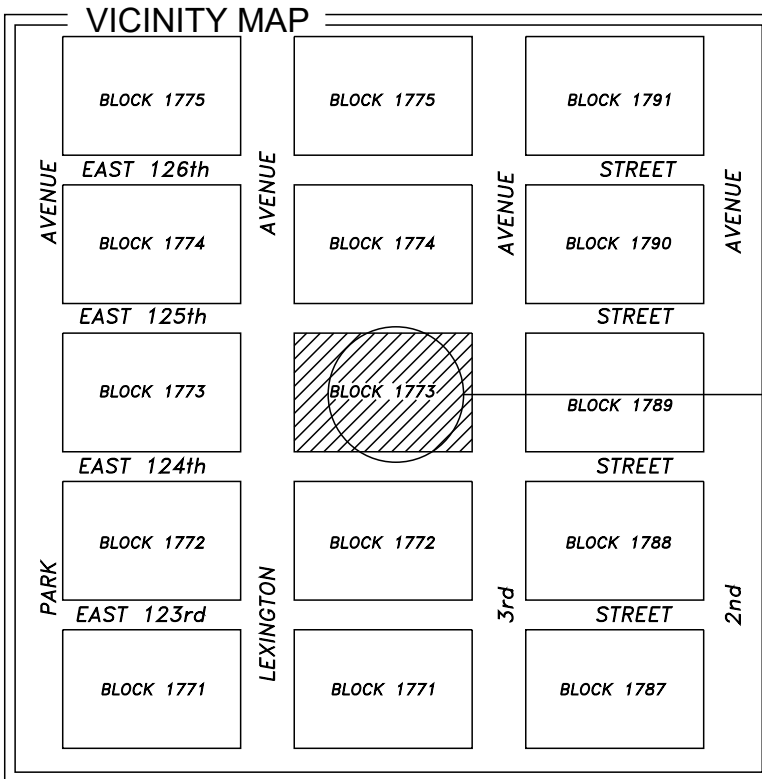 VICINITY MAP
BLOCK 1775
BLOCK 1775
BLOCK 1791
AVENUE
AVENUE
EAST 126th
STREET
AVENUE
AVENUE
BLOCK 1774
BLOCK 1774
BLOCK 1790
EAST 125th
STREET
BLOCK 1773
BLOCK 1773
BLOCK 1789
EAST 124th
STREET
BLOCK 1772
BLOCK 1772
BLOCK 1788
PARK
LEXINGTON
3rd
2nd
EAST 123rd
STREET
BLOCK 1771
BLOCK 1771
BLOCK 1787